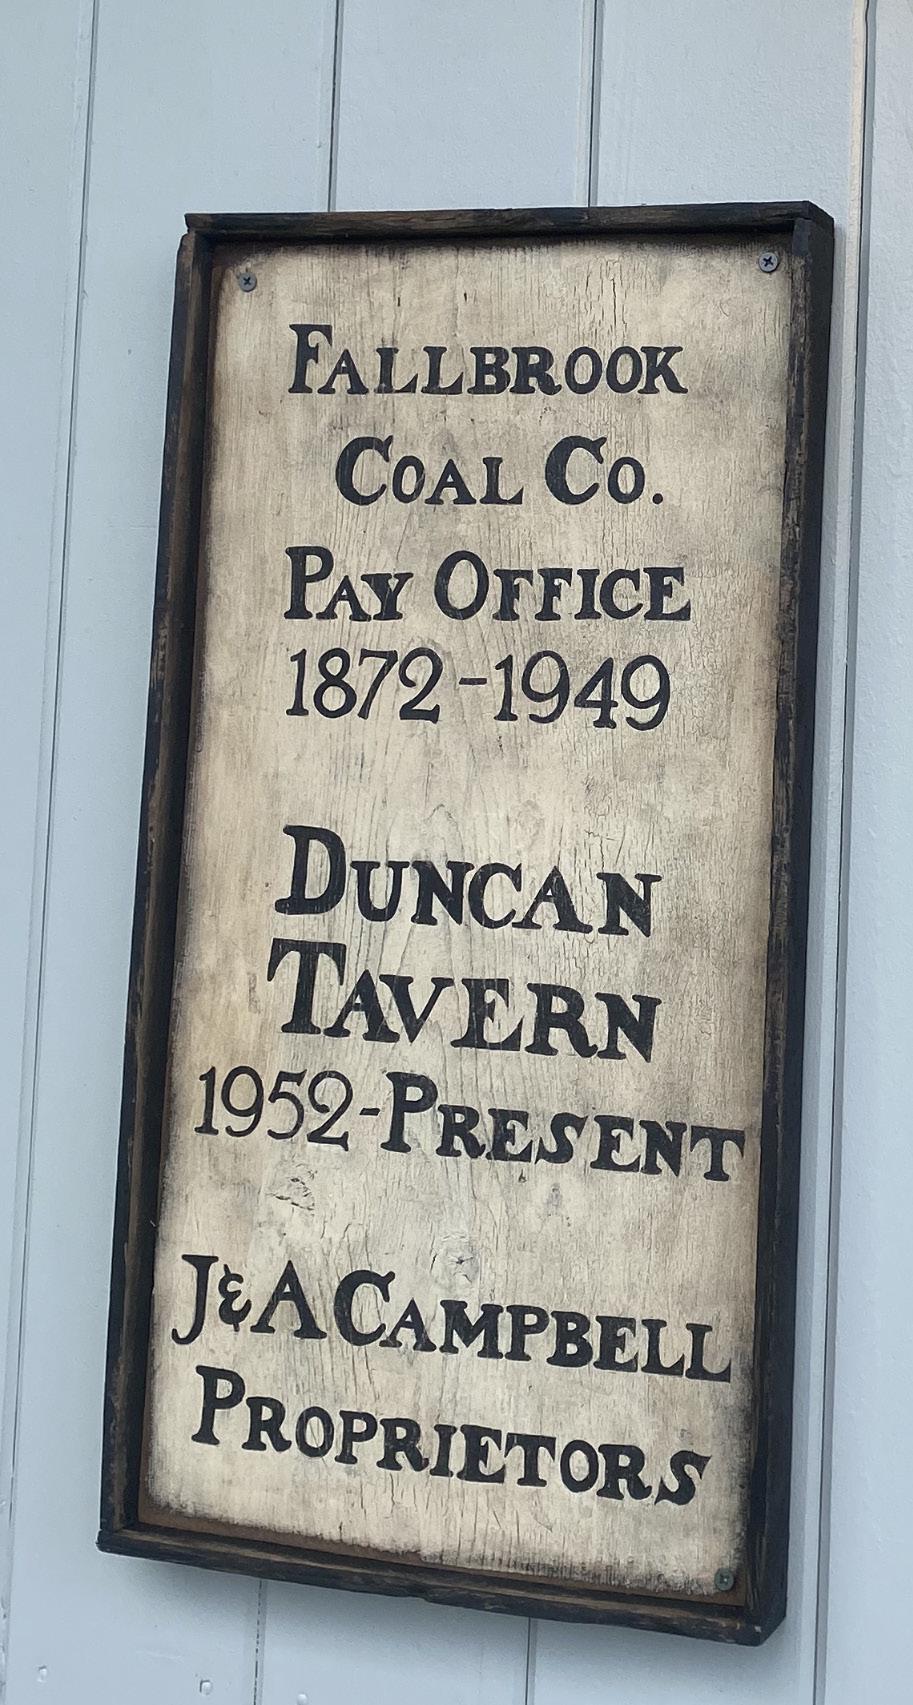 FALLBROOK
COAL CO.
PAY OFFICE
1872-1949
DUNCAN
TAVERN
1952-PRESENT
J&A CAMPBELL
PROPRIETORS